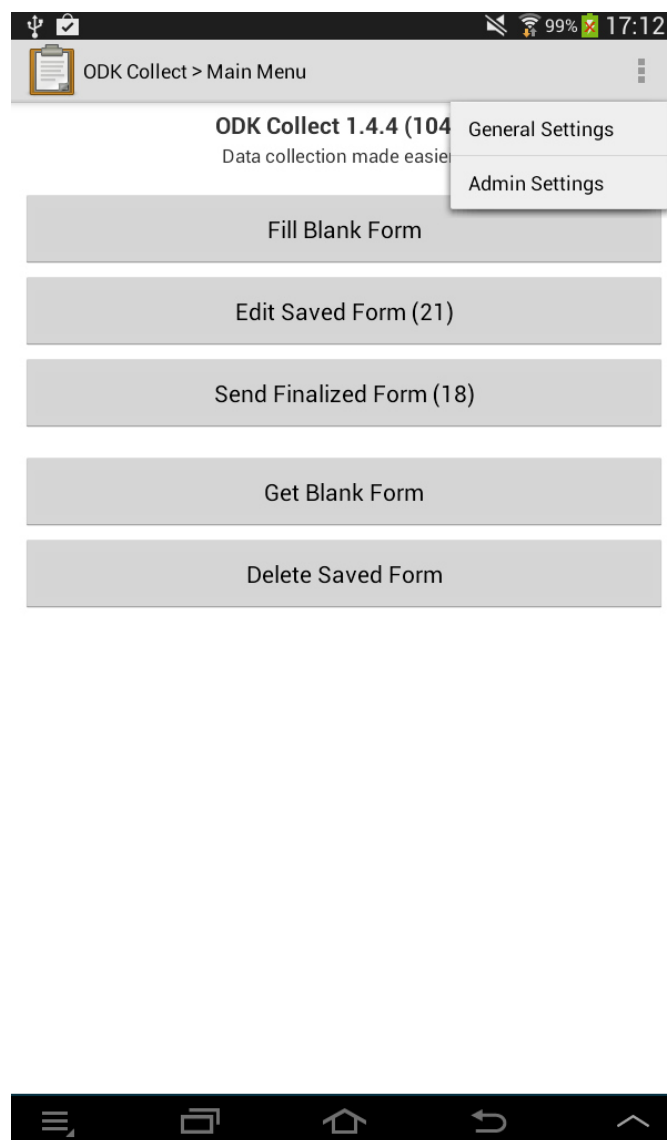 99% 17:12
ODK Collect > Main Menu
ODK Collect 1.4.4 (104
Data collection made easie
General Settings
Admin Settings
Fill Blank Form
Edit Saved Form (21)
Send Finalized Form (18)
Get Blank Form
Delete Saved Form